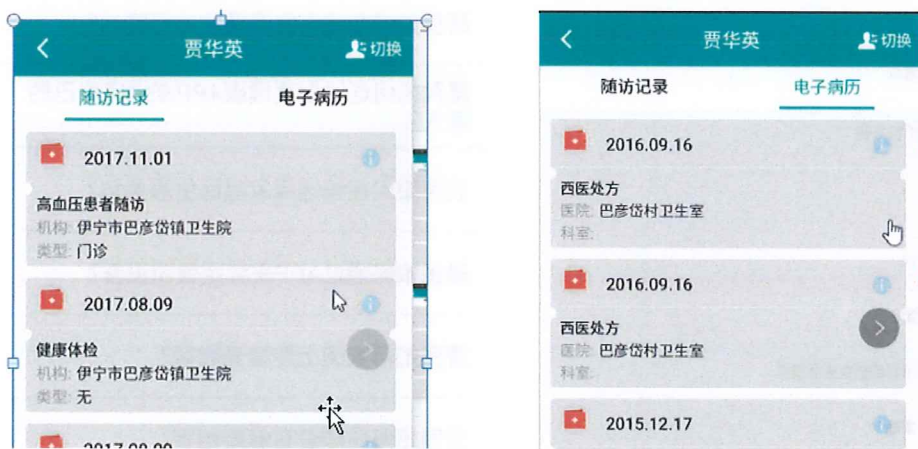 贾华英
切换
随访记录
电子病历
2017.11.01
高血压患者随访
机构: 伊宁市巴彦岱镇卫生院
类型: 门诊
2017.08.09
健康体检
机构: 伊宁市巴彦岱镇卫生院
类型: 无
贾华英
切换
随访记录
电子病历
2016.09.16
西医处方
医院: 巴彦岱村卫生室
科室:
2016.09.16
西医处方
医院: 巴彦岱村卫生室
科室:
2015.12.17